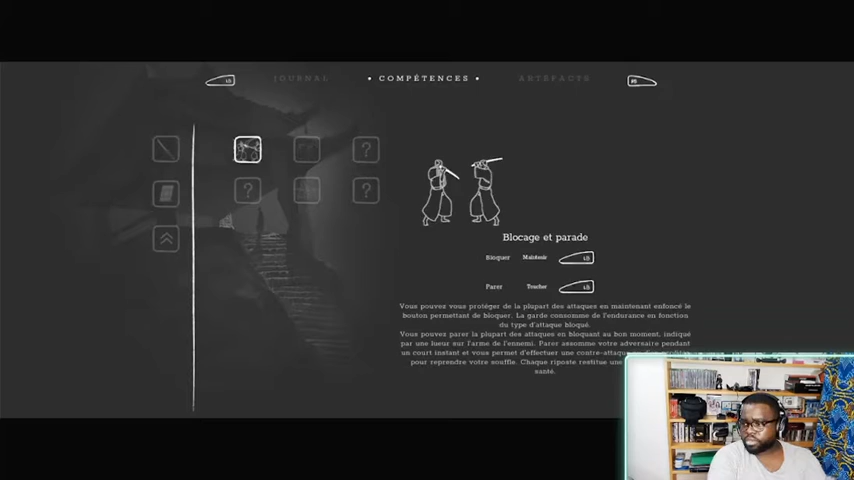 LB JOURNAL • COMPÉTENCES • ARTÉFACTS RB
? 
? ?
Blocage et parade
Bloquer Maintenir LB
Parer Toucher LB
Vous pouvez vous protéger de la plupart des attaques en maintenant enfoncé le
bouton permettant de bloquer. La garde consomme de l'endurance en fonction
du type d'attaque bloqué.
Vous pouvez parer la plupart des attaques en bloquant au bon moment, indiqué
par une lueur sur l'arme de l'ennemi. Parer assomme votre adversaire pendant
un court instant et vous permet d'effectuer une contre-attaque
pour reprendre votre souffle. Chaque riposte restitue une
santé.